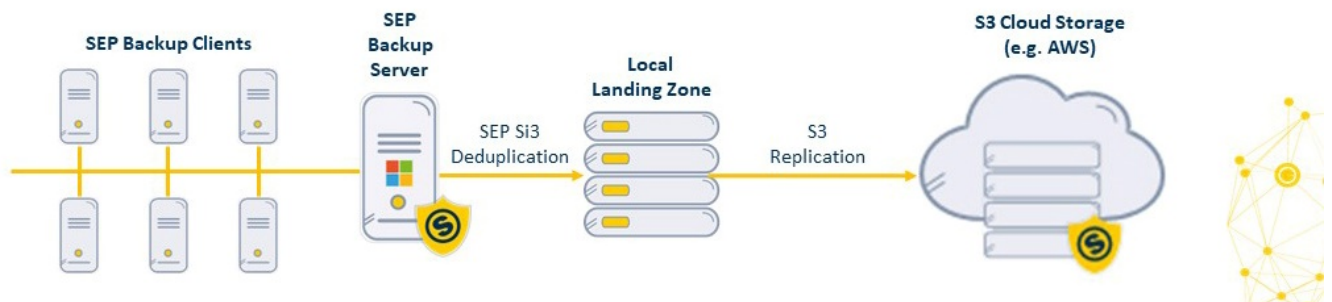 SEP Backup Clients
SEP
Backup
Server
SEP Si3
Deduplication
Local
Landing Zone
S3
Replication
S3 Cloud Storage
(e.g. AWS)
S
S